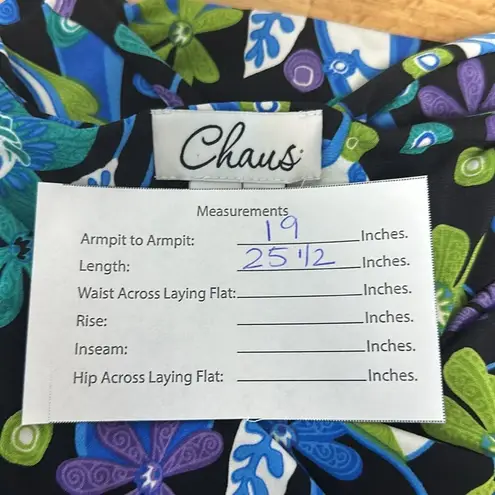 Chaus
Measurements
Armpit to Armpit: 19 Inches.
Length: 25 1/2 Inches.
Waist Across Laying Flat: Inches.
Rise: Inches.
Inseam: Inches.
Hip Across Laying Flat: Inches.